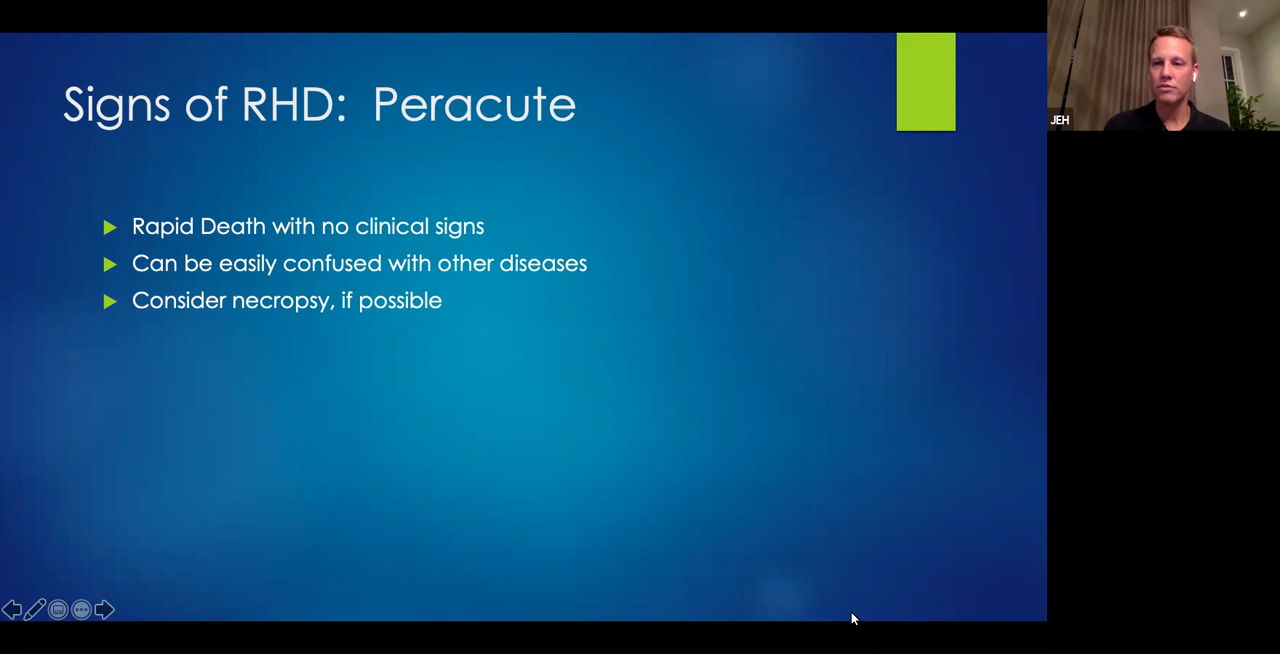 Signs of RHD: Peracute
Rapid Death with no clinical signs
Can be easily confused with other diseases
Consider necropsy, if possible
JEH